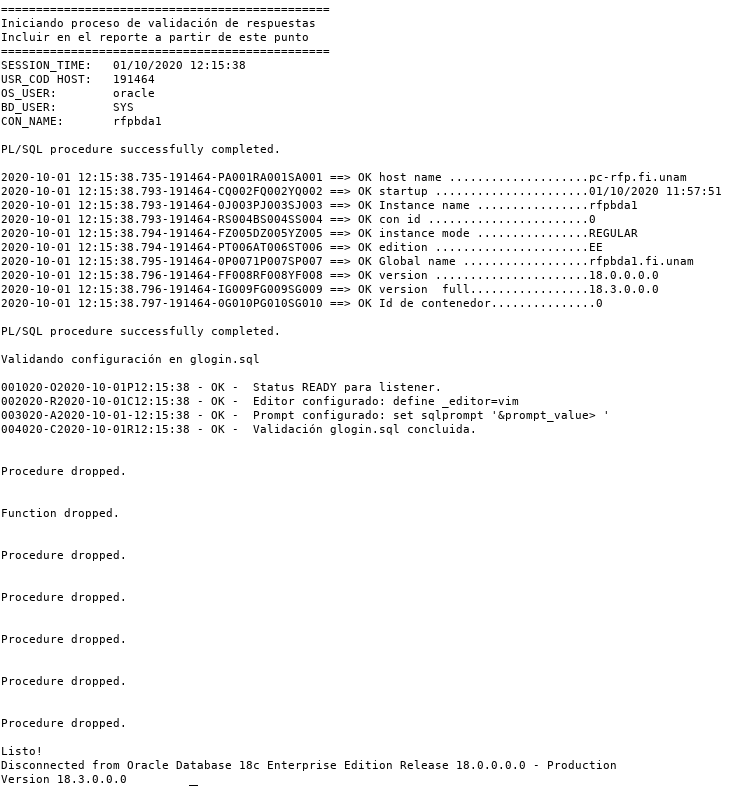 ===============================================
Iniciando proceso de validación de respuestas
Incluir en el reporte a partir de este punto
===============================================
SESSION_TIME:   01/10/2020 12:15:38
USR_COD HOST:   191464
OS_USER:        oracle
BD_USER:        SYS
CON_NAME:       rfpbda1
PL/SQL procedure successfully completed.
2020-10-01 12:15:38.735-191464-PA001RA001SA001 ==> OK host name ....................pc-rfp.fi.unam
2020-10-01 12:15:38.793-191464-CQ002FQ002YQ002 ==> OK startup ......................01/10/2020 11:57:51
2020-10-01 12:15:38.793-191464-0J003PJ003SJ003 ==> OK Instance name ................rfpbda1
2020-10-01 12:15:38.793-191464-RS004BS004SS004 ==> OK con id .......................0
2020-10-01 12:15:38.794-191464-FZ005DZ005YZ005 ==> OK instance mode ................REGULAR
2020-10-01 12:15:38.794-191464-PT006AT006ST006 ==> OK edition ......................EE
2020-10-01 12:15:38.795-191464-0P0071P007SP007 ==> OK Global name ..................rfpbda1.fi.unam
2020-10-01 12:15:38.796-191464-FF008RF008YF008 ==> OK version ......................18.0.0.0.0
2020-10-01 12:15:38.796-191464-IG009FG009SG009 ==> OK version  full.................18.3.0.0.0
2020-10-01 12:15:38.797-191464-0G010PG010SG010 ==> OK Id de contenedor...............0
PL/SQL procedure successfully completed.
Validando configuración en glogin.sql
001020-O2020-10-01P12:15:38 - OK -  Status READY para listener.
002020-R2020-10-01C12:15:38 - OK -  Editor configurado: define _editor=vim
003020-A2020-10-01-12:15:38 - OK -  Prompt configurado: set sqlprompt '&prompt_value> '
004020-C2020-10-01R12:15:38 - OK -  Validación glogin.sql concluida.
Procedure dropped.
Function dropped.
Procedure dropped.
Procedure dropped.
Procedure dropped.
Procedure dropped.
Procedure dropped.
Listo!
Disconnected from Oracle Database 18c Enterprise Edition Release 18.0.0.0.0 - Production
Version 18.3.0.0.0